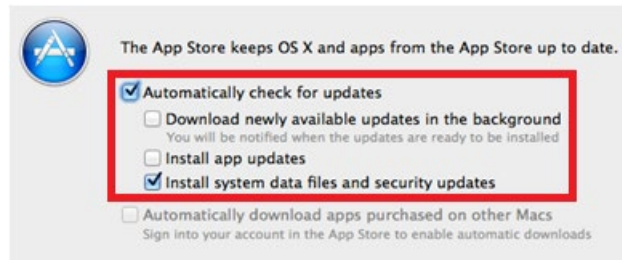 The App Store keeps OS X and apps from the App Store up to date.
Automatically check for updates
Download newly available updates in the background
You will be notified when the updates are ready to be installed
Install app updates
Install system data files and security updates
Automatically download apps purchased on other Macs
Sign into your account in the App Store to enable automatic downloads